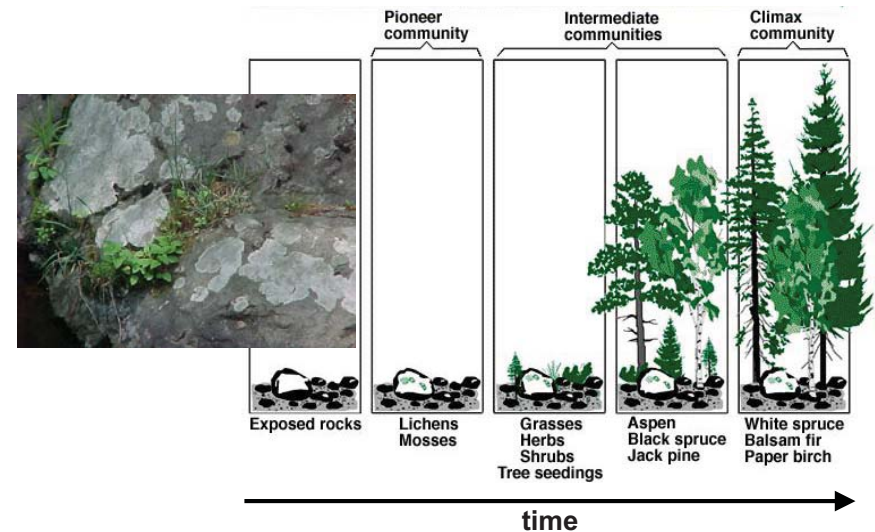 Pioneer
community
Intermediate
communities
Climax
community
Exposed rocks
Lichens
Mosses
Grasses
Herbs
Shrubs
Tree seedings
Aspen
Black spruce
Jack pine
White spruce
Balsam fir
Paper birch
time